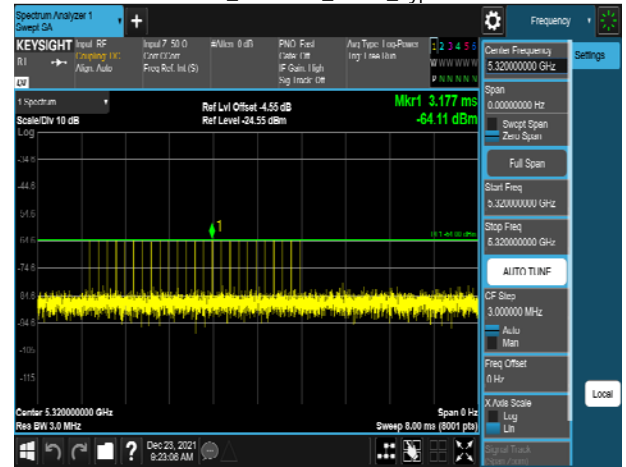 Spectrum Analyzer 1
Swept SA
Frequency
KEYSIGHT
Input: RF
Coupling: DC
Align: Auto
Input Z: 50 Ω
Corr CCorr
Freq Ref: Int (S)
#Atten: 0 dB
PNO: Fast
Gate: Off
IF Gain: High
Sig Track: Off
Avg Type: Log-Power
Trig: Free Run
1 2 3 4 5 6
W W W W W W
P N N N N N
1 Spectrum
Scale/Div 10 dB
Log
Ref Lvl Offset -4.55 dB
Ref Level -24.55 dBm
Mkr1 3.177 ms
-64.11 dBm
-34.6
-44.6
-54.6
-64.6
-74.6
-84.6
-94.6
-105
-115
1
Center 5.320000000 GHz
Res BW 3.0 MHz
Span 0 Hz
Sweep 8.00 ms (8001 pts)
Dec 23, 2021
9:23:06 AM
Center Frequency
5.320000000 GHz
Settings
Span
0.00000000 Hz
Swept Span
Zero Span
Full Span
Start Freq
5.320000000 GHz
Stop Freq
5.320000000 GHz
AUTO TUNE
CF Step
3.000000 MHz
Auto
Man
Freq Offset
0 Hz
X Axis Scale
Log
Lin
Signal Track
(Span Zoom)
Local